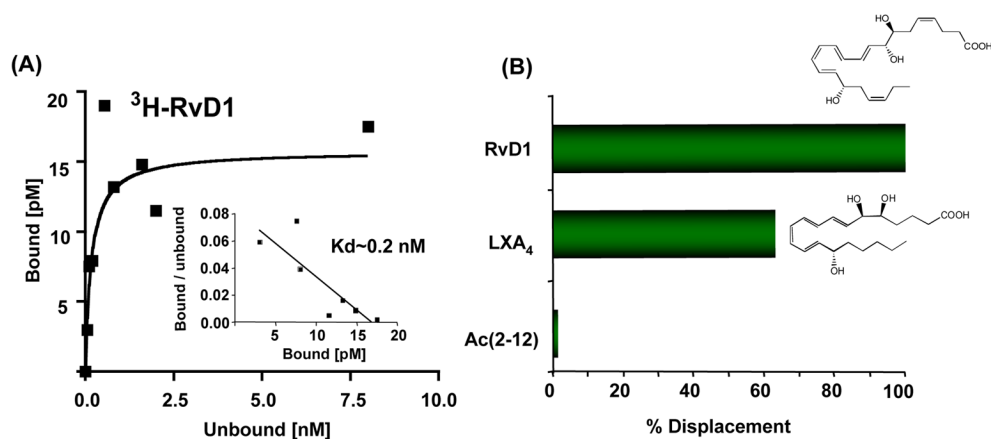 (A)
³H-RvD1
Bound [pM]
20
15
10
5
0.0
2.5
5.0
7.5
10.0
Unbound [nM]
Bound / unbound
0.08
0.06
0.04
0.02
0.00
5
10
15
20
Bound [pM]
Kd~0.2 nM
(B)
HO
COOH
OH
OH
RvD1
LXA₄
HO
OH
COOH
OH
Ac(2-12)
0
20
40
60
80
100
% Displacement